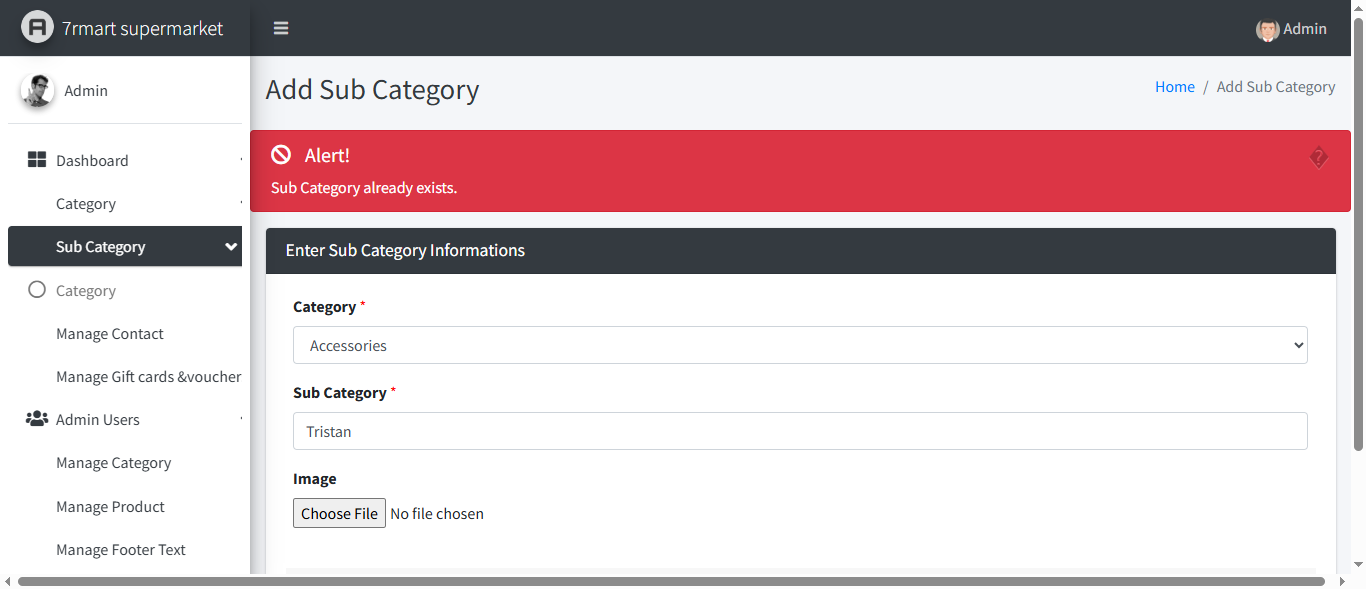 7rmart supermarket
Admin
Admin
Add Sub Category
Home / Add Sub Category
Alert!
Sub Category already exists.
Dashboard
Category
Sub Category
Category
Manage Contact
Manage Gift cards &voucher
Admin Users
Manage Category
Manage Product
Manage Footer Text
Enter Sub Category Informations
Category *
Accessories
Sub Category *
Tristan
Image
Choose File No file chosen